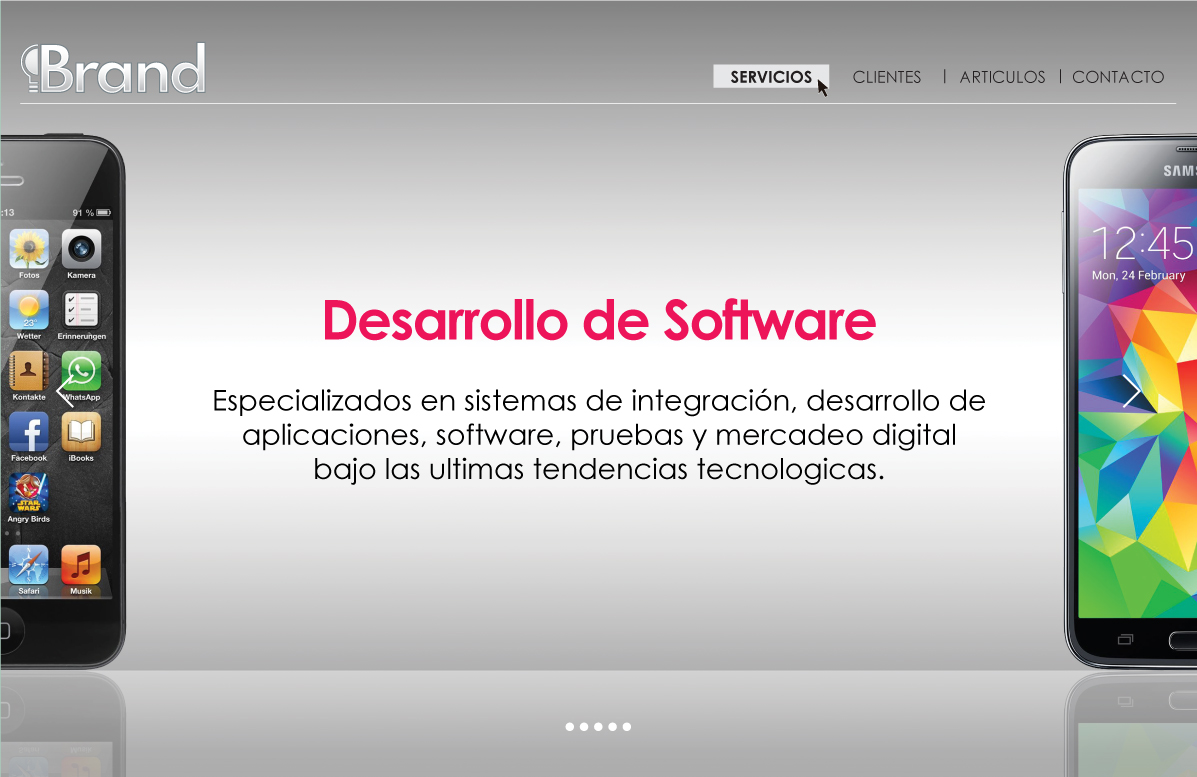 Brand
SERVICIOS CLIENTES | ARTICULOS | CONTACTO
:13 91 %
Fotos Kamera
23°
Wetter Erinnerungen
Kontakte WhatsApp
Facebook iBooks
STAR WARS
Angry Birds
Safari Musik
Desarrollo de Software
Especializados en sistemas de integración, desarrollo de
aplicaciones, software, pruebas y mercadeo digital
bajo las ultimas tendencias tecnologicas.
SAMS
12:45
Mon, 24 February